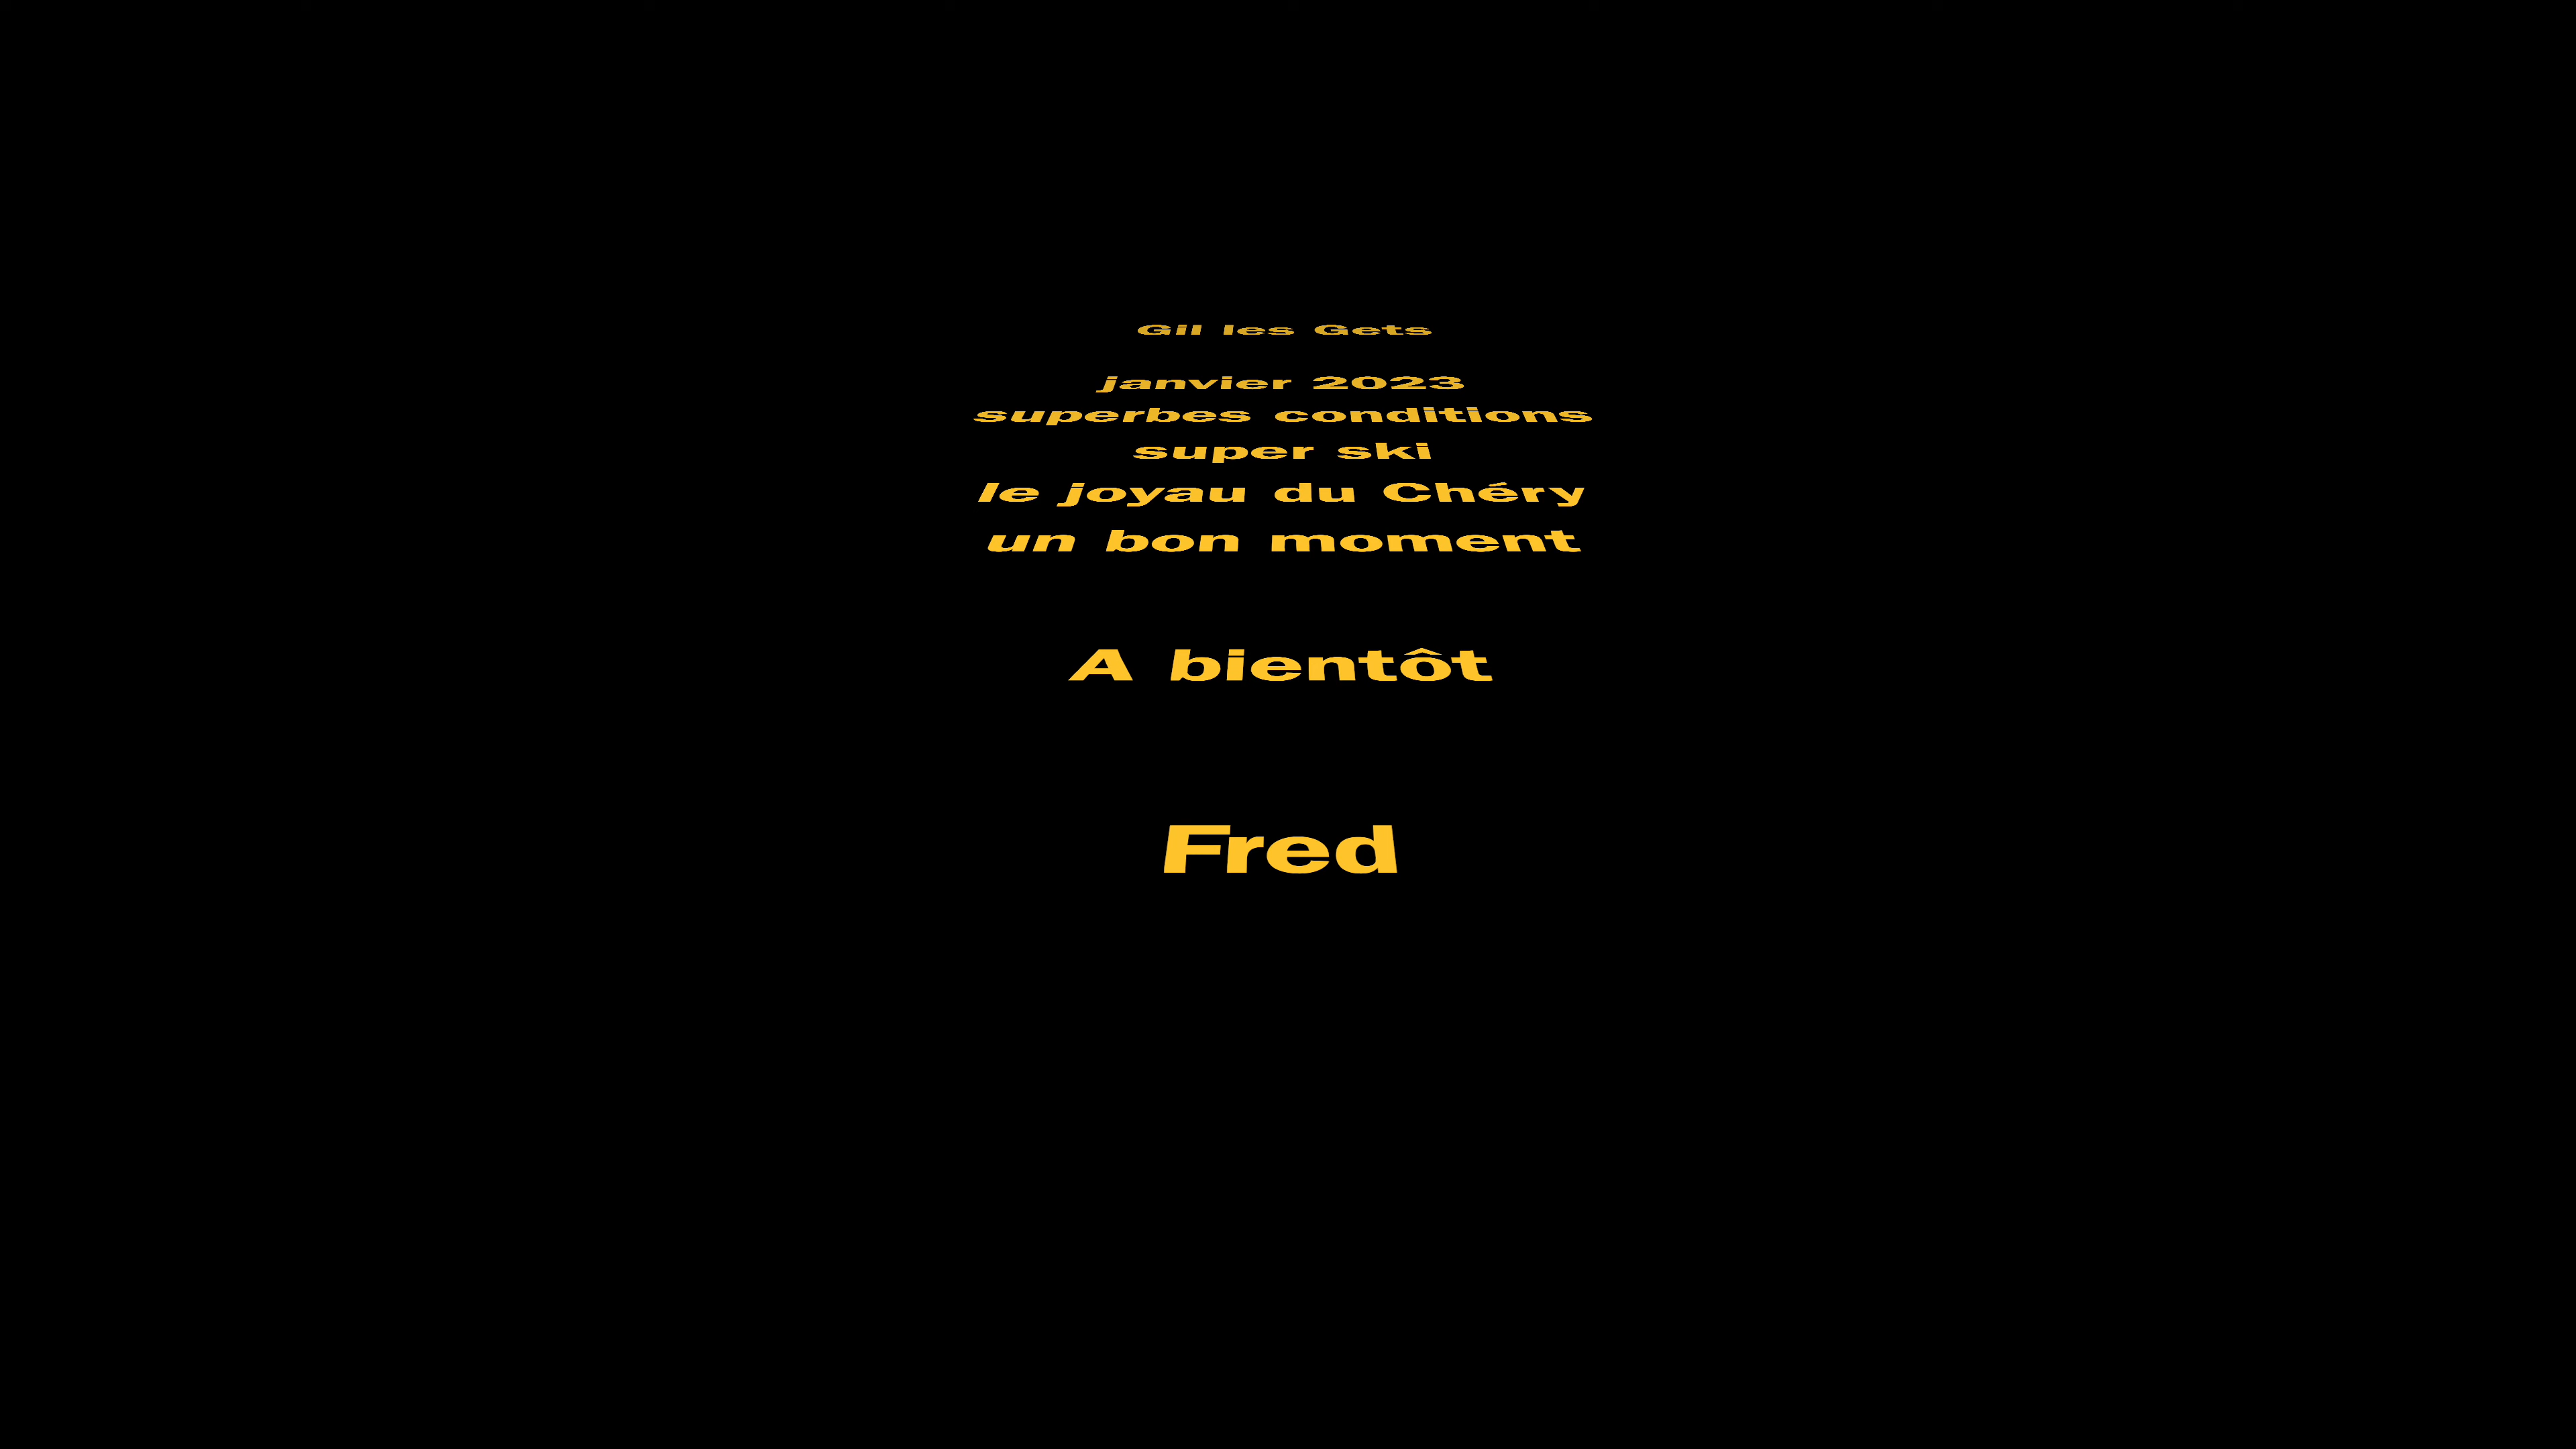 Gil les Gets
janvier 2023
superbes conditions
super ski
le joyau du Chéry
un bon moment
A bientôt
Fred